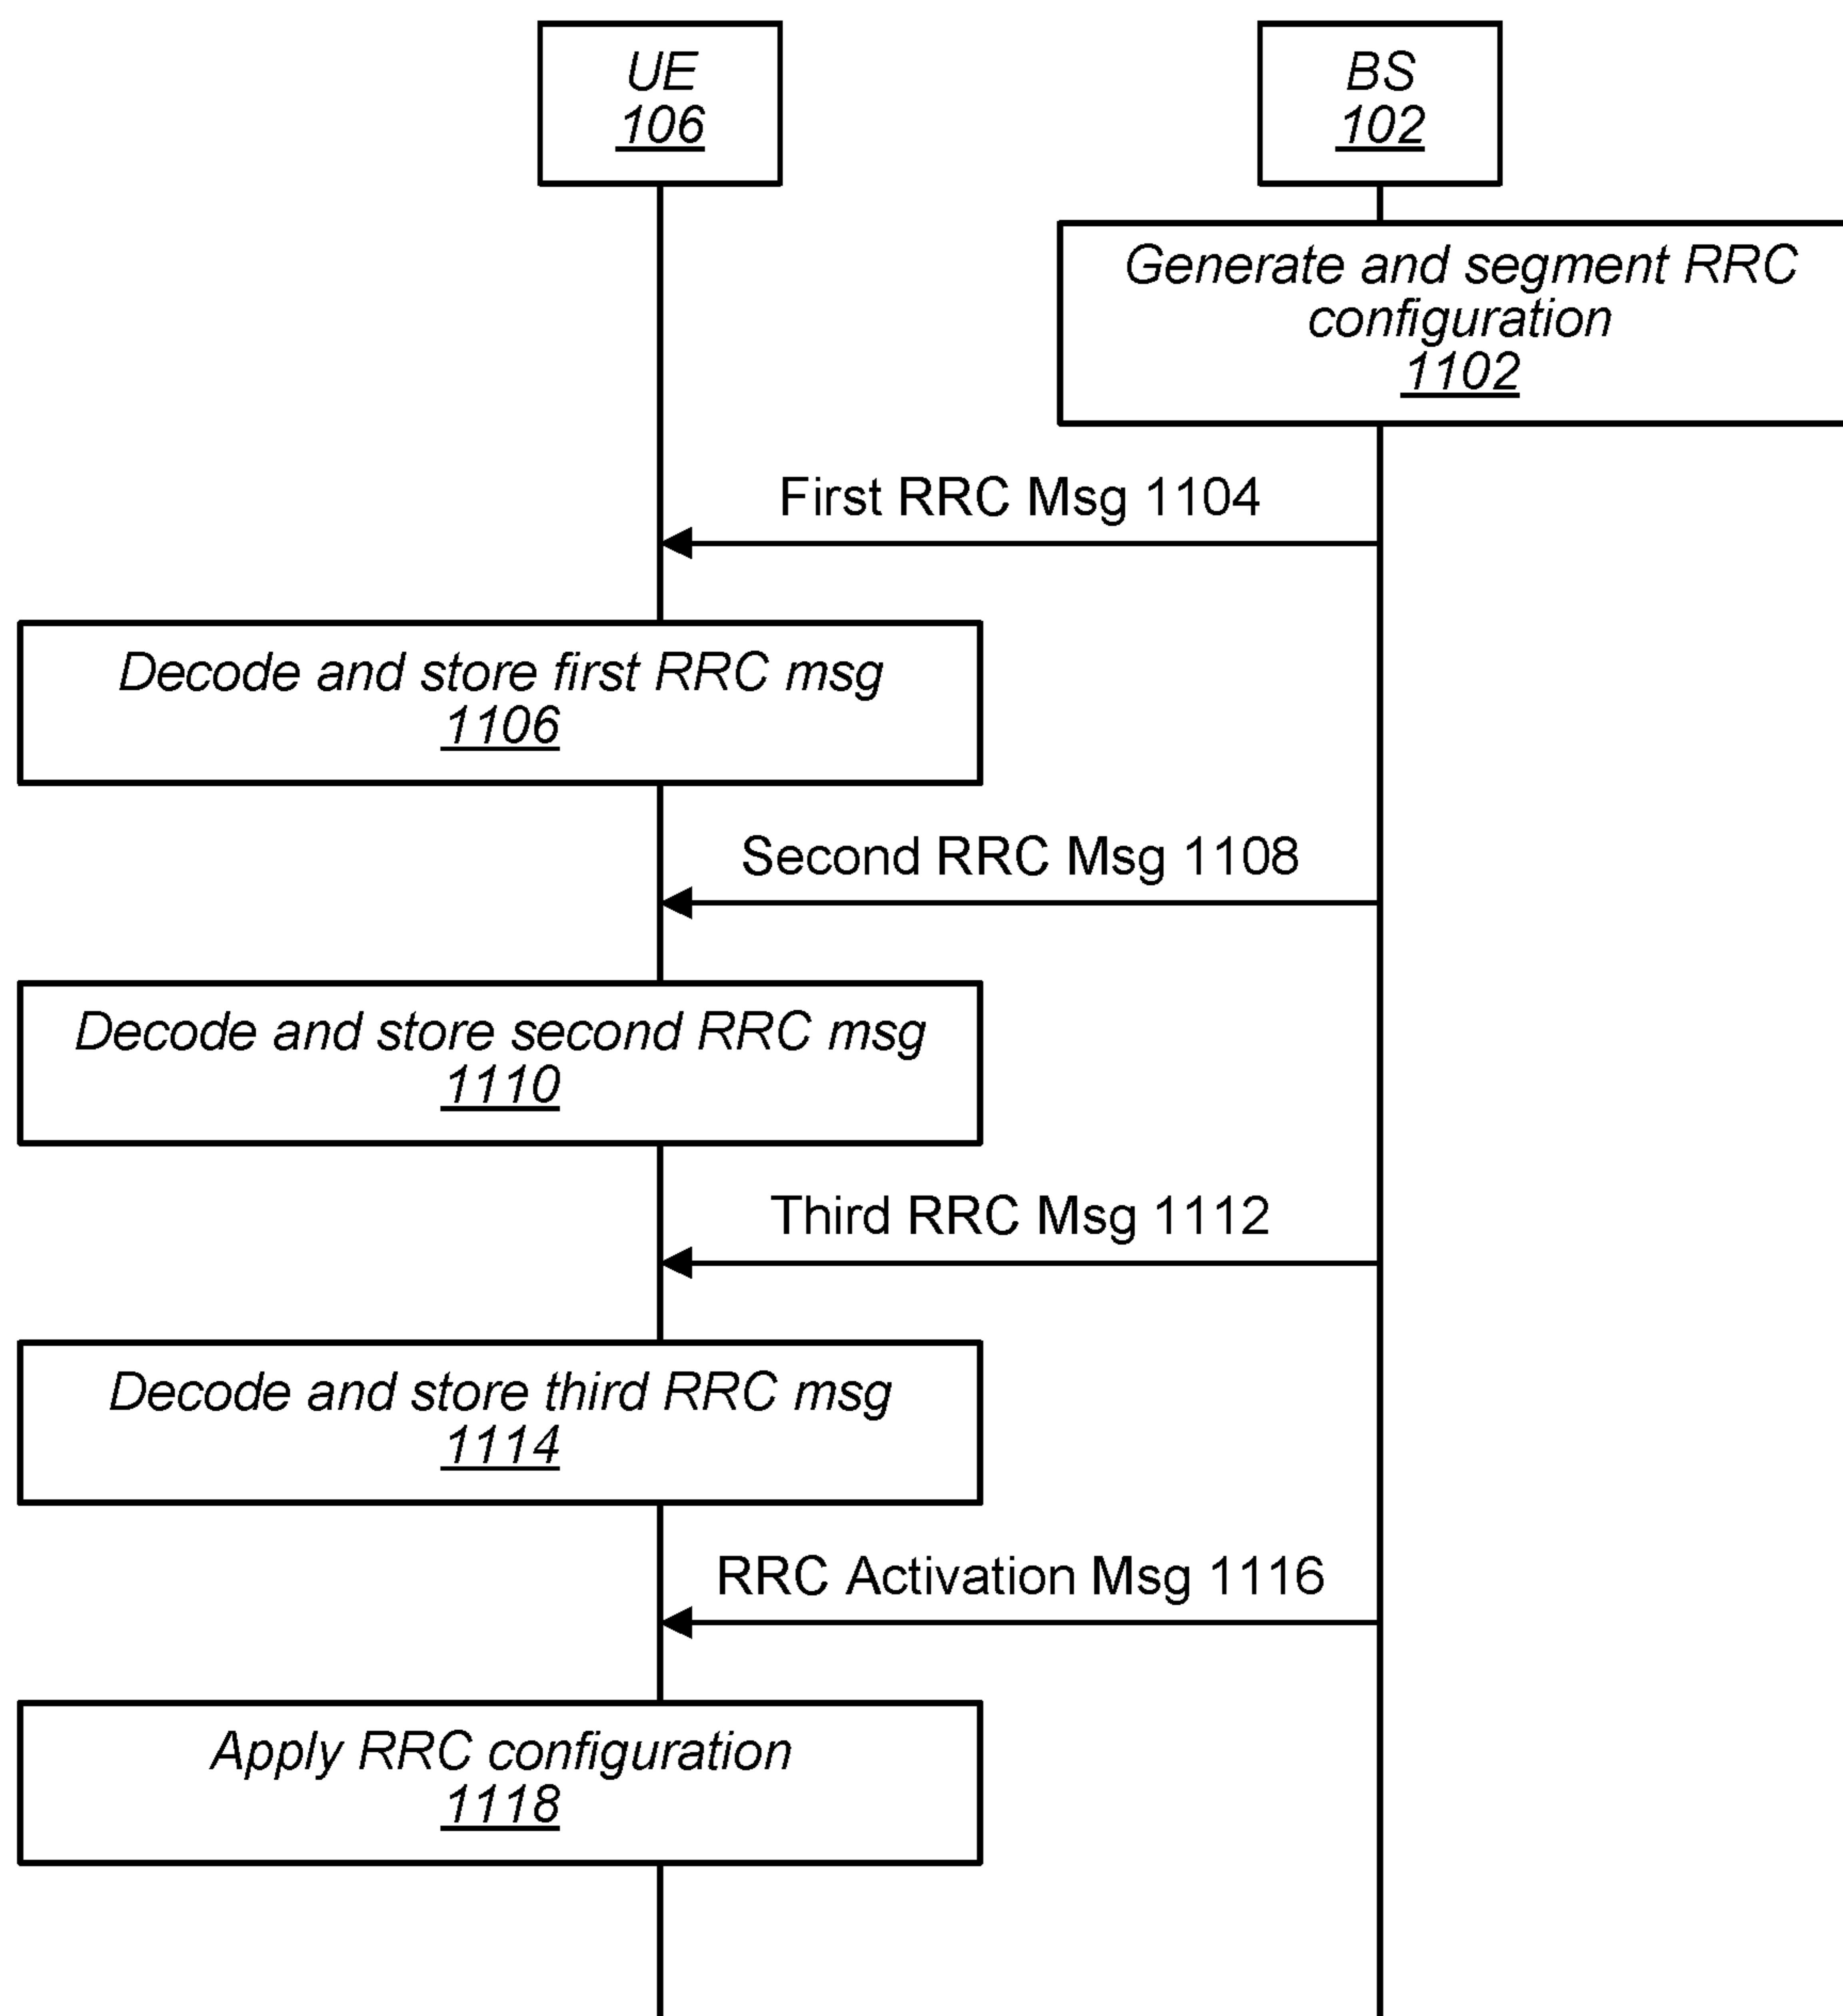 UE
106
BS
102
Generate and segment RRC
configuration
1102
First RRC Msg 1104
Decode and store first RRC msg
1106
Second RRC Msg 1108
Decode and store second RRC msg
1110
Third RRC Msg 1112
Decode and store third RRC msg
1114
RRC Activation Msg 1116
Apply RRC configuration
1118